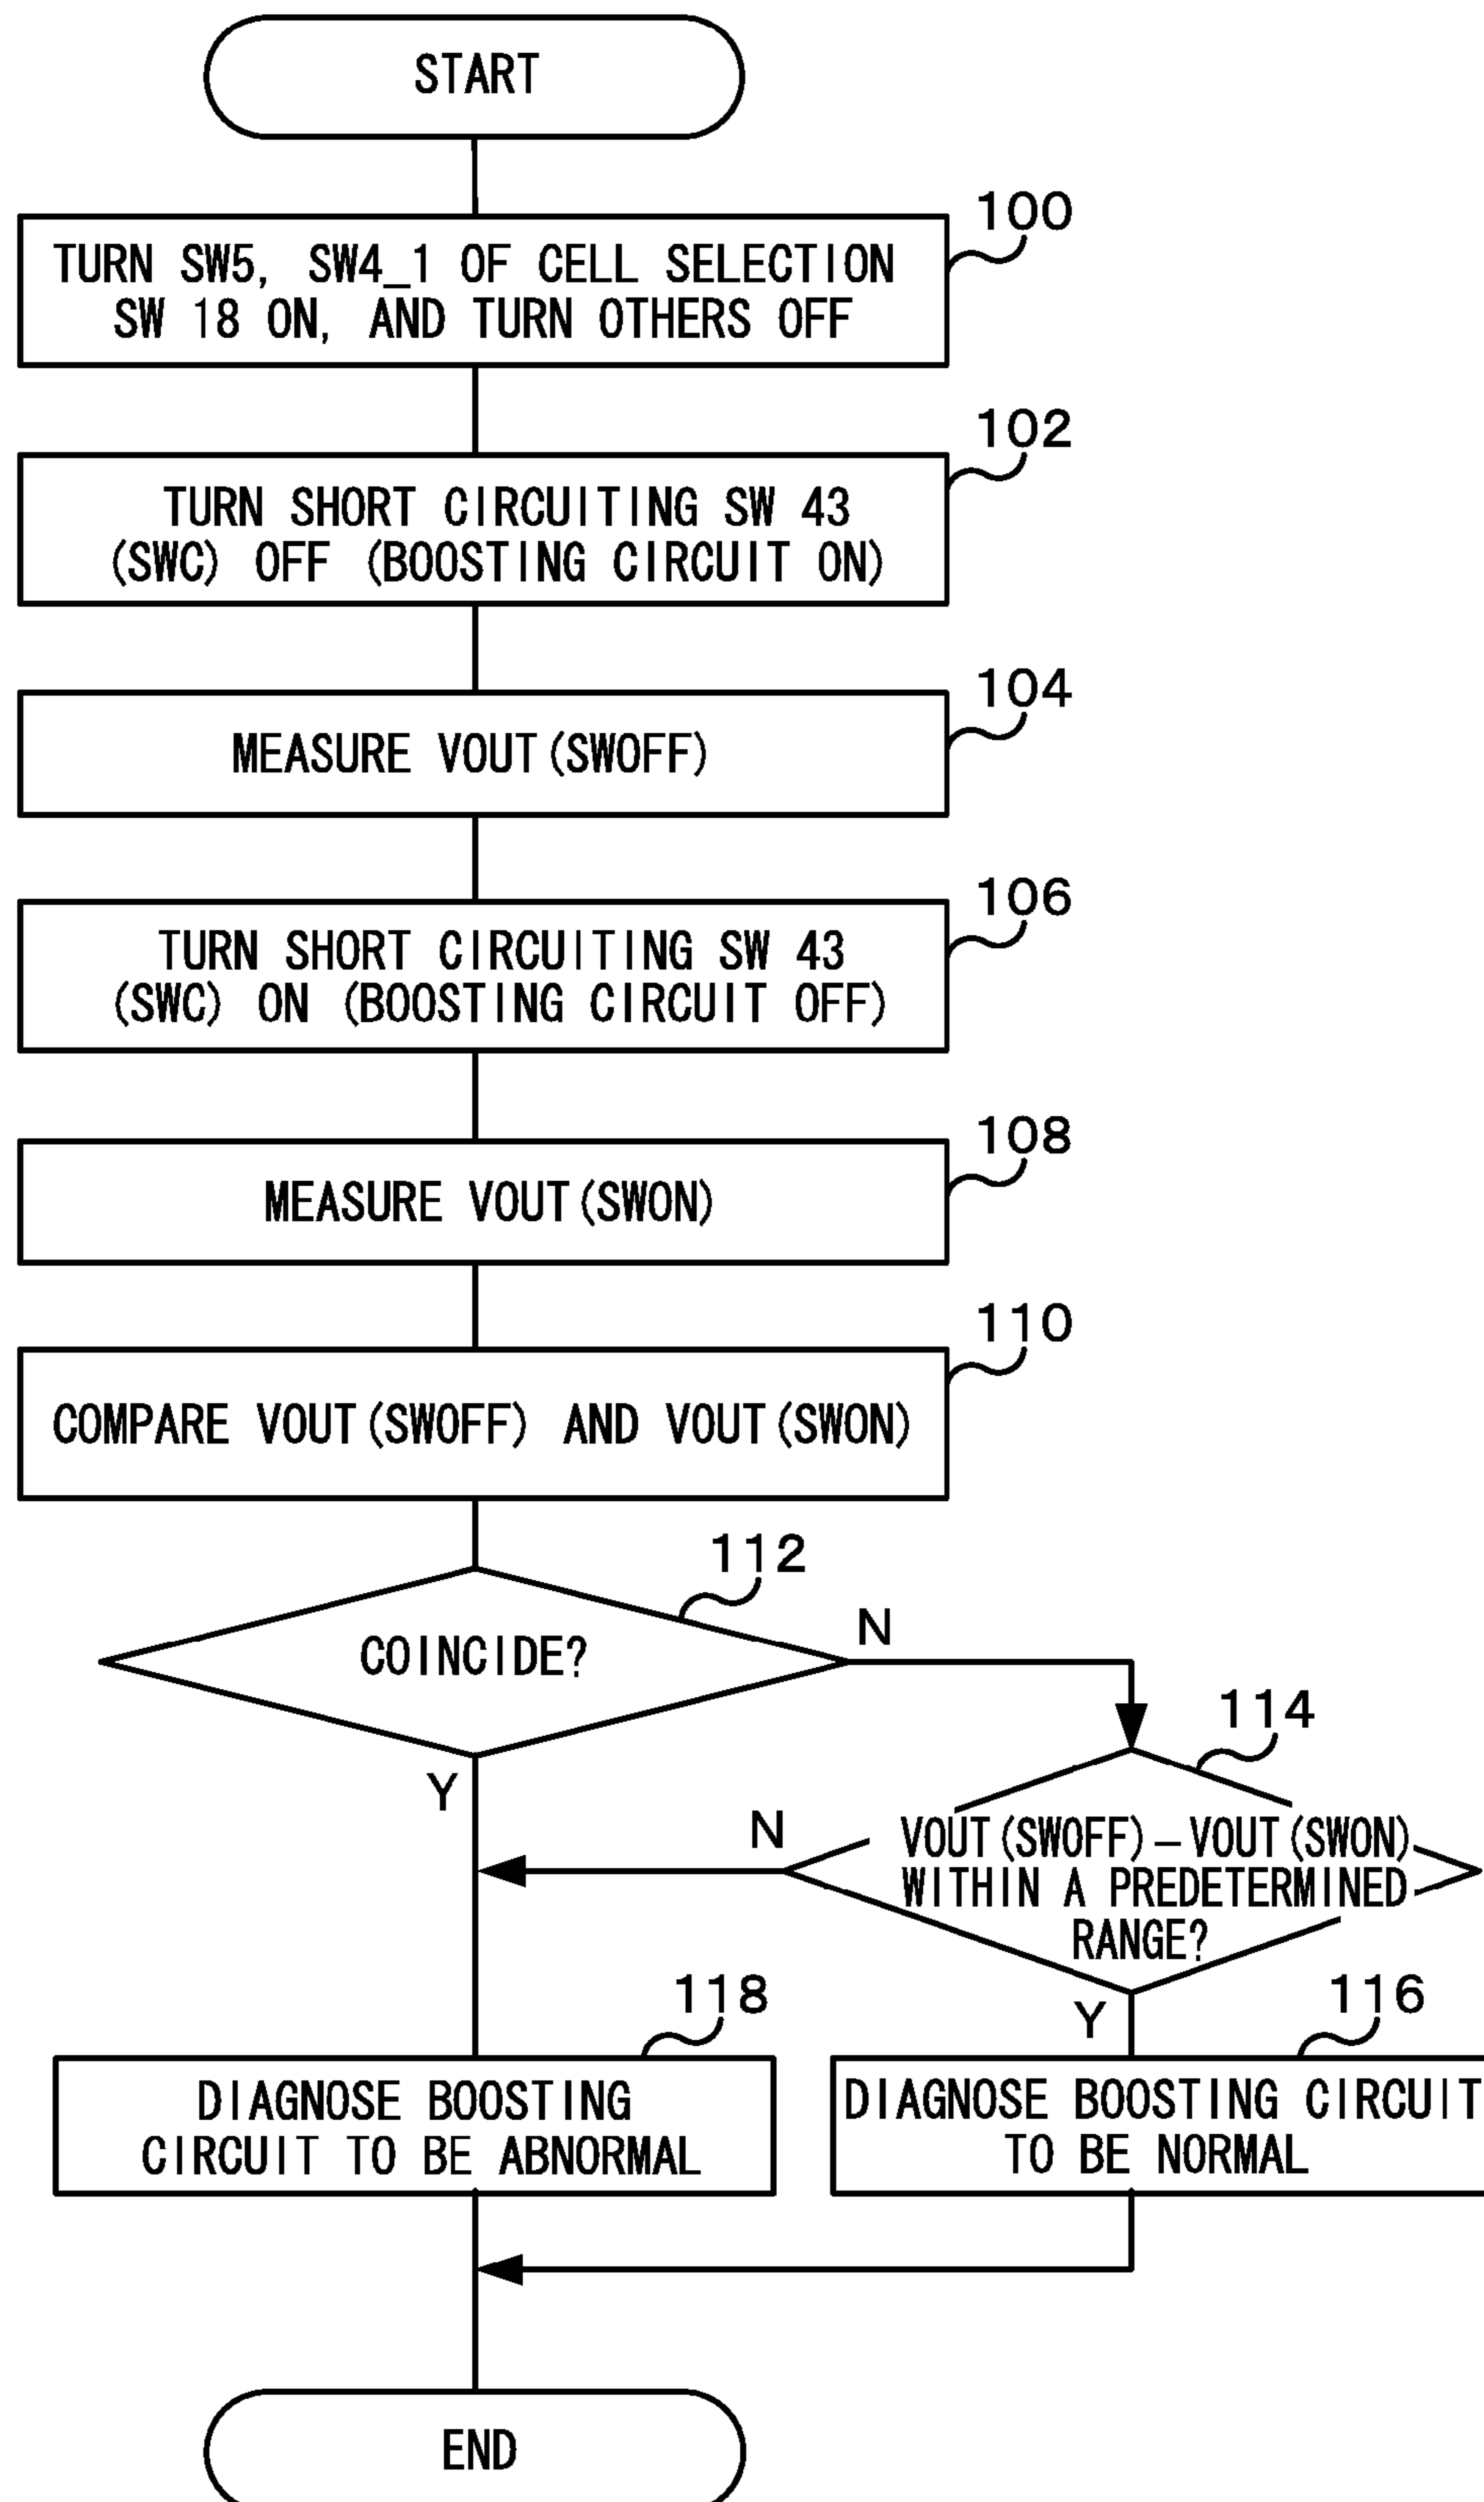 START
100
TURN SW5, SW4_1 OF CELL SELECTION
SW 18 ON, AND TURN OTHERS OFF
102
TURN SHORT CIRCUITING SW 43
(SWC) OFF (BOOSTING CIRCUIT ON)
104
MEASURE VOUT(SWOFF)
106
TURN SHORT CIRCUITING SW 43
(SWC) ON (BOOSTING CIRCUIT OFF)
108
MEASURE VOUT(SWON)
110
COMPARE VOUT(SWOFF) AND VOUT(SWON)
112
COINCIDE?
N
Y
114
VOUT(SWOFF)-VOUT(SWON)
WITHIN A PREDETERMINED
RANGE?
N
Y
118
DIAGNOSE BOOSTING
CIRCUIT TO BE ABNORMAL
116
DIAGNOSE BOOSTING CIRCUIT
TO BE NORMAL
END